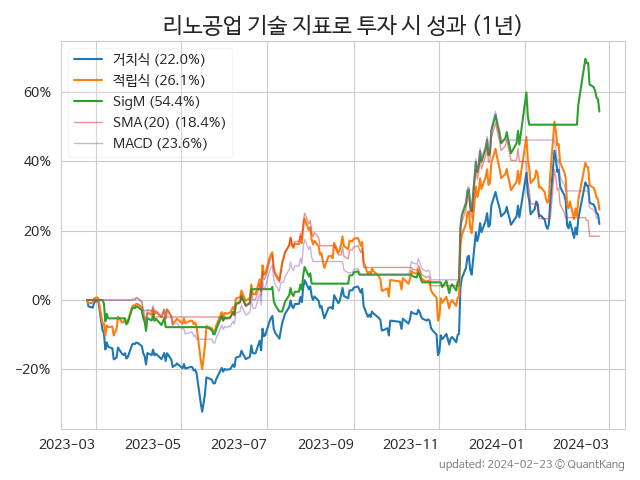 리노공업 기술 지표로 투자 시 성과 (1년)
거치식 (22.0%)
적립식 (26.1%)
SigM (54.4%)
SMA(20) (18.4%)
MACD (23.6%)
60%
40%
20%
0%
−20%
2023-03 2023-05 2023-07 2023-09 2023-11 2024-01 2024-03
updated: 2024-02-23 ⓒ QuantKang